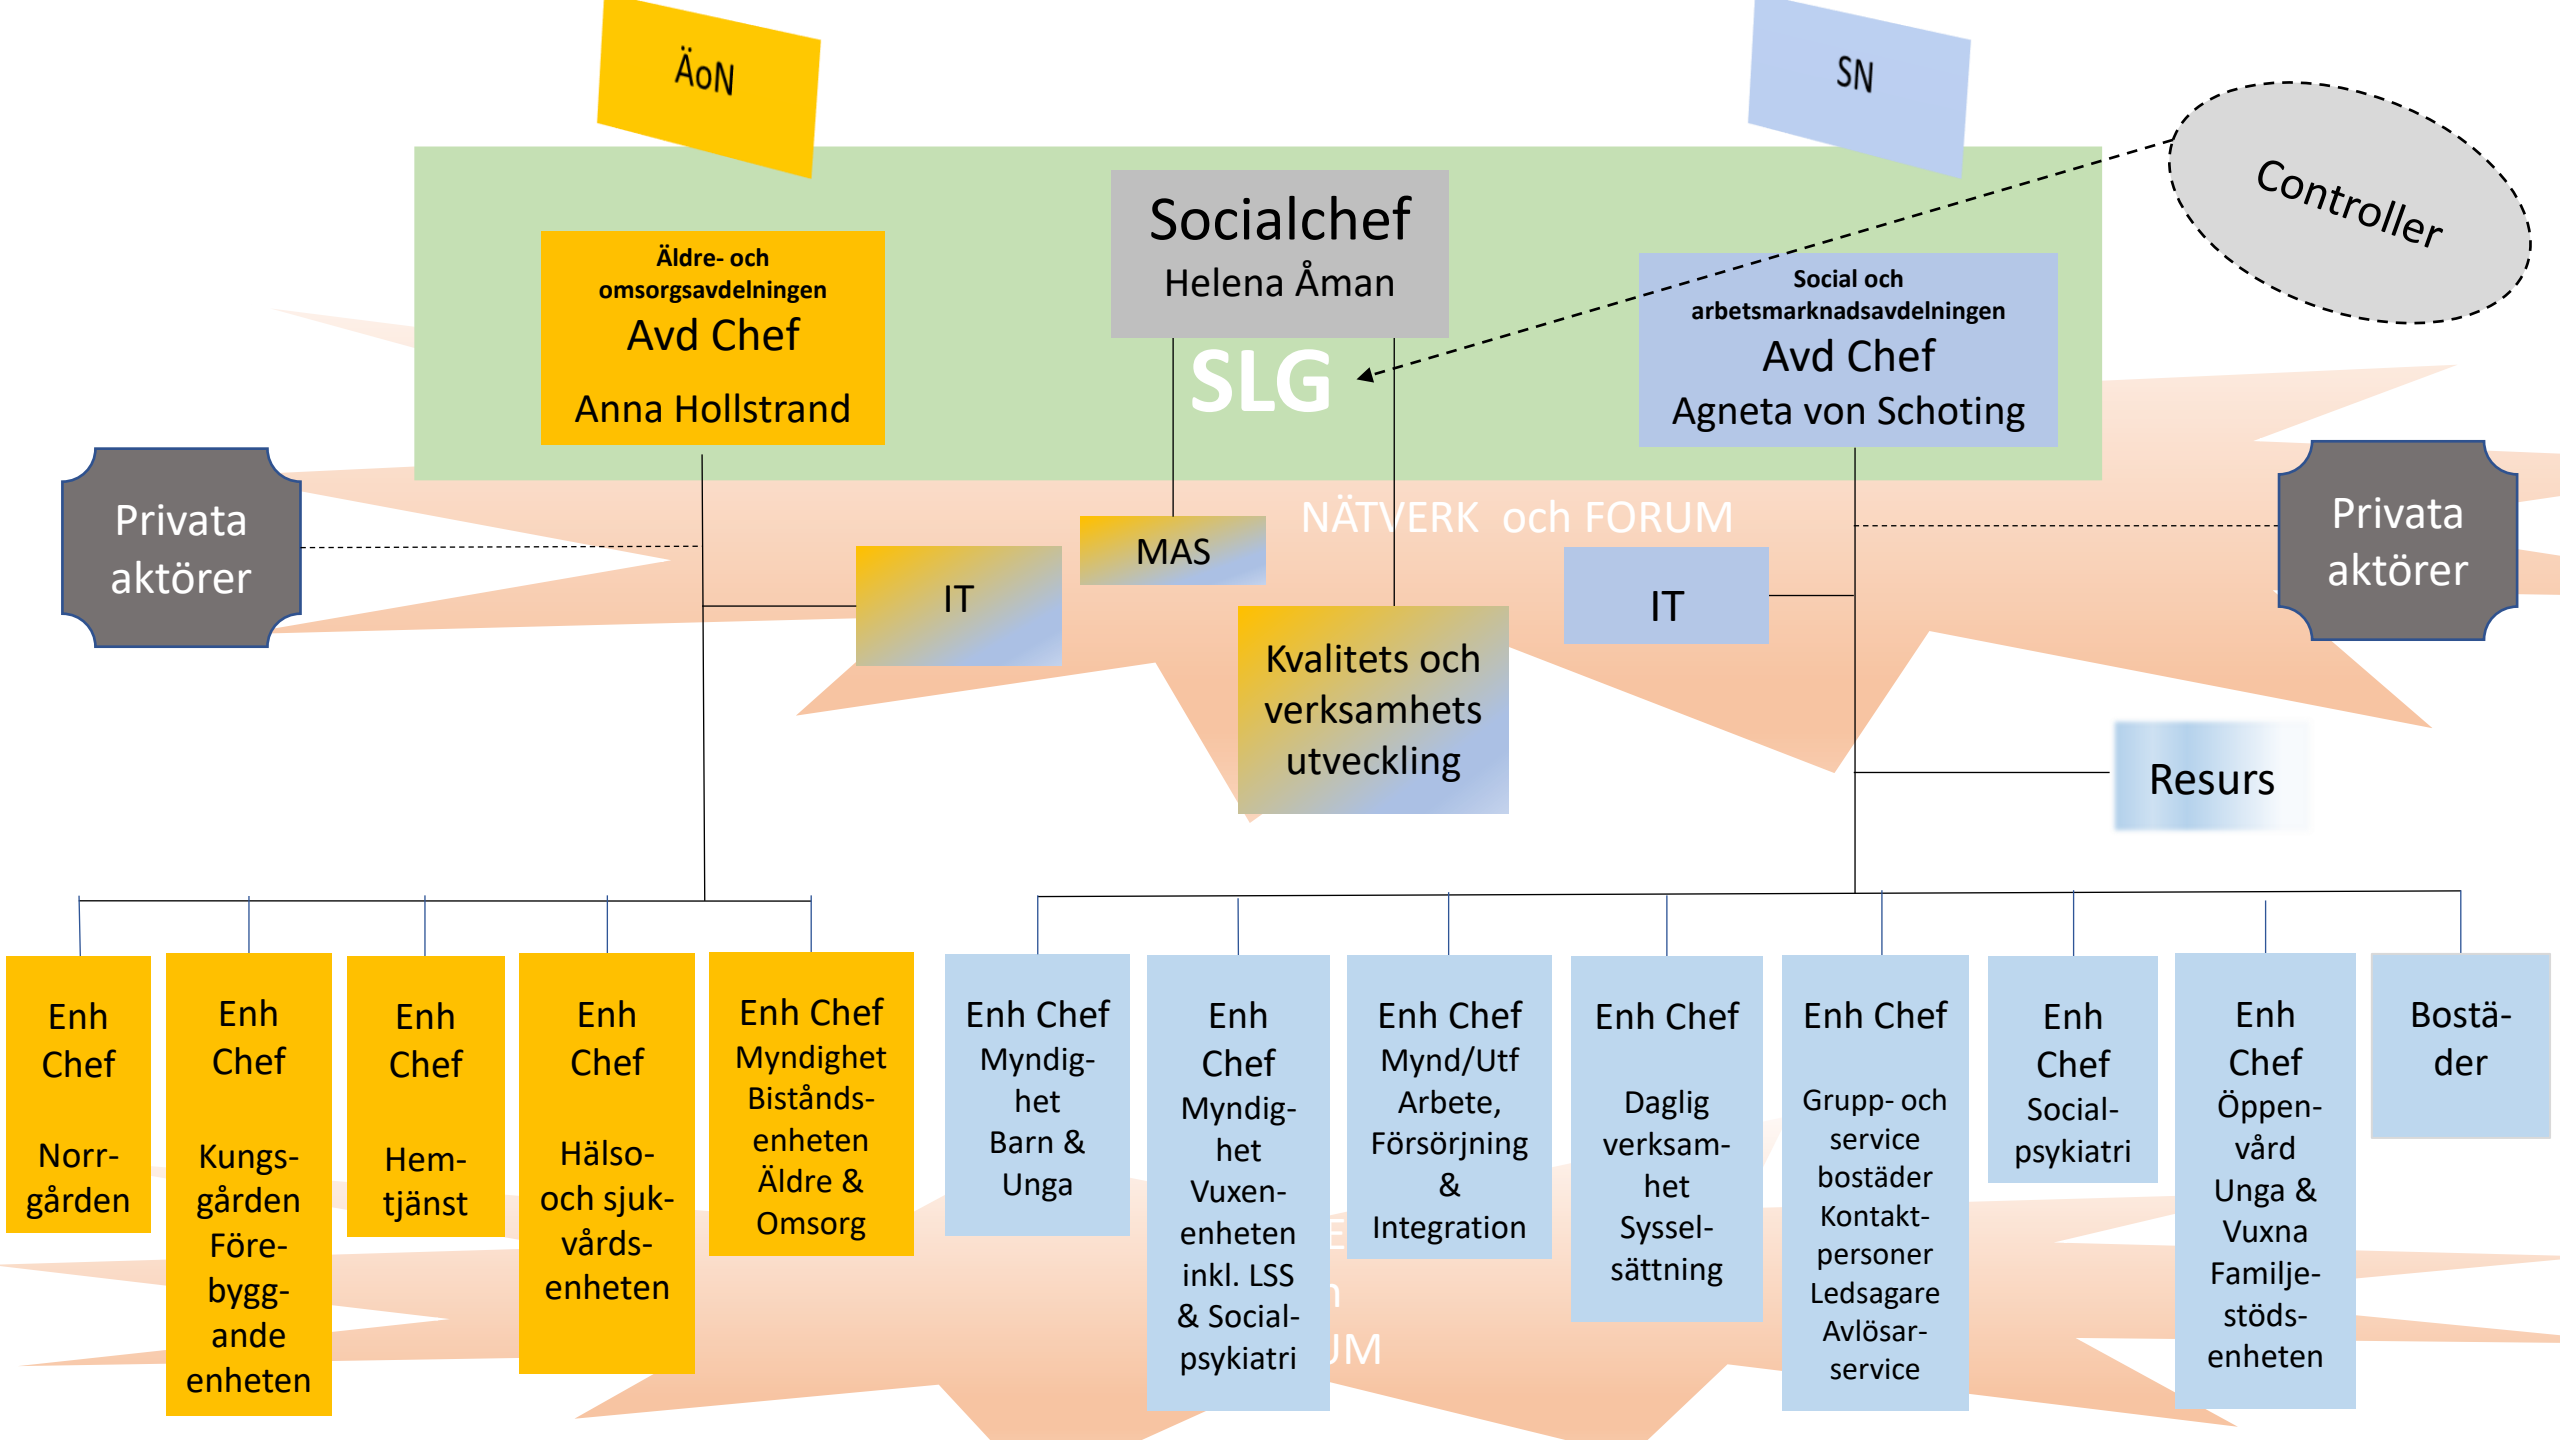 ÄoN
SN
Controller
Socialchef
Helena Åman
Äldre- och
omsorgsavdelningen
Avd Chef
Anna Hollstrand
Social och
arbetsmarknadsavdelningen
Avd Chef
Agneta von Schoting
SLG
Privata
aktörer
NÄTVERK och FORUM
Privata
aktörer
MAS
IT
IT
Kvalitets och
verksamhets
utveckling
Resurs
Enh
Chef
Norr-
gården
Enh
Chef
Kungs-
gården
Före-
bygg-
ande
enheten
Enh
Chef
Hem-
tjänst
Enh
Chef
Hälso-
och sjuk-
vårds-
enheten
Enh Chef
Myndighet
Bistånds-
enheten
Äldre &
Omsorg
Enh Chef
Myndig-
het
Barn &
Unga
Enh
Chef
Myndig-
het
Vuxen-
enheten
inkl. LSS
& Social-
psykiatri
Enh Chef
Mynd/Utf
Arbete,
Försörjning
&
Integration
Enh Chef
Daglig
verksam-
het
Syssel-
sättning
Enh Chef
Grupp- och
service
bostäder
Kontakt-
personer
Ledsagare
Avlösar-
service
Enh
Chef
Social-
psykiatri
Enh
Chef
Öppen-
vård
Unga &
Vuxna
Familje-
stöds-
enheten
Bostä-
der